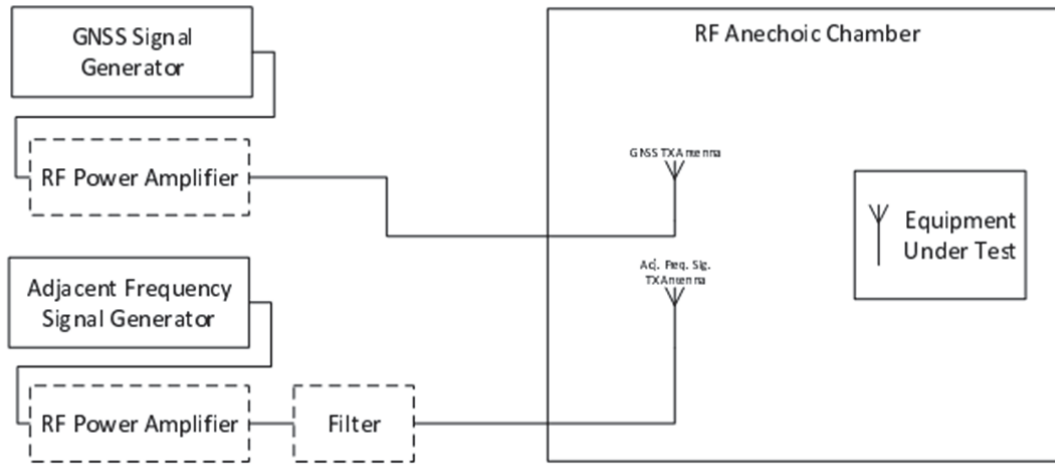 GNSS Signal
Generator
RF Power Amplifier
Adjacent Frequency
Signal Generator
RF Power Amplifier
Filter
RF Anechoic Chamber
GNSS TX Antenna
Adj. Freq. Sig.
TX Antenna
Equipment
Under Test